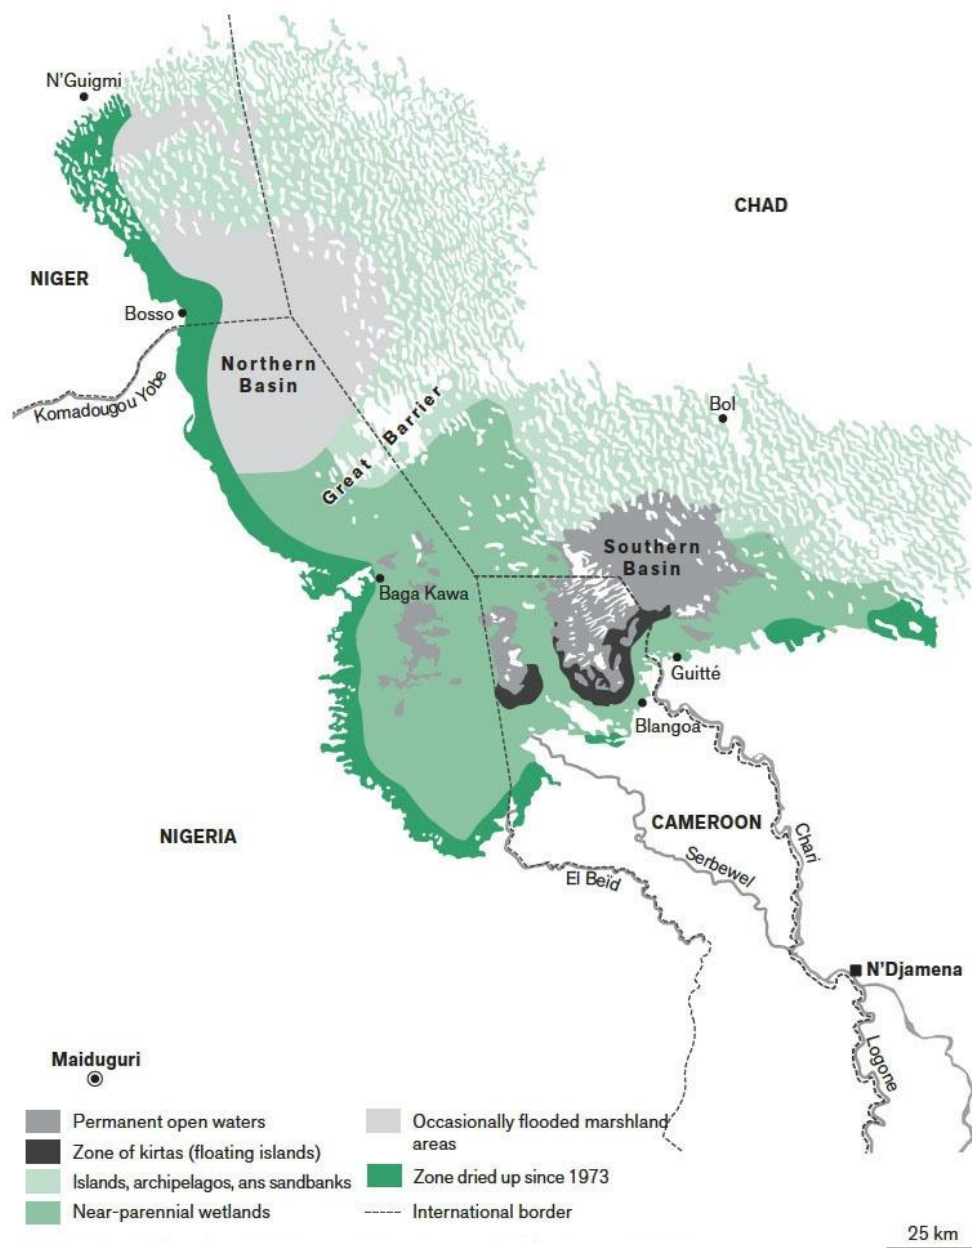 N'Guigmi
CHAD
NIGER
Bosso
Northern
Basin
Komadougou Yobe
Great Barrier
Bol
Southern
Basin
Baga Kawa
Guitté
Blangoa
NIGERIA
CAMEROON
Chari
Serbewel
El Beïd
N'Djamena
Logone
Maiduguri
Permanent open waters
Zone of kirtas (floating islands)
Islands, archipelagos, ans sandbanks
Near-parennial wetlands
Occasionally flooded marshland
areas
Zone dried up since 1973
International border
25 km